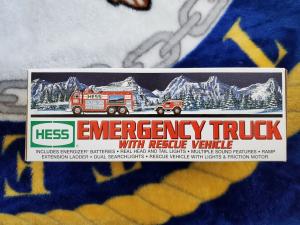 HESS
HESS
EMERGENCY TRUCK
WITH RESCUE VEHICLE
INCLUDES ENERGIZER BATTERIES • REAL HEAD AND TAIL LIGHTS • MULTIPLE SOUND FEATURES • RAMP
EXTENSION LADDER • DUAL SEARCHLIGHTS • RESCUE VEHICLE WITH LIGHTS & FRICTION MOTOR